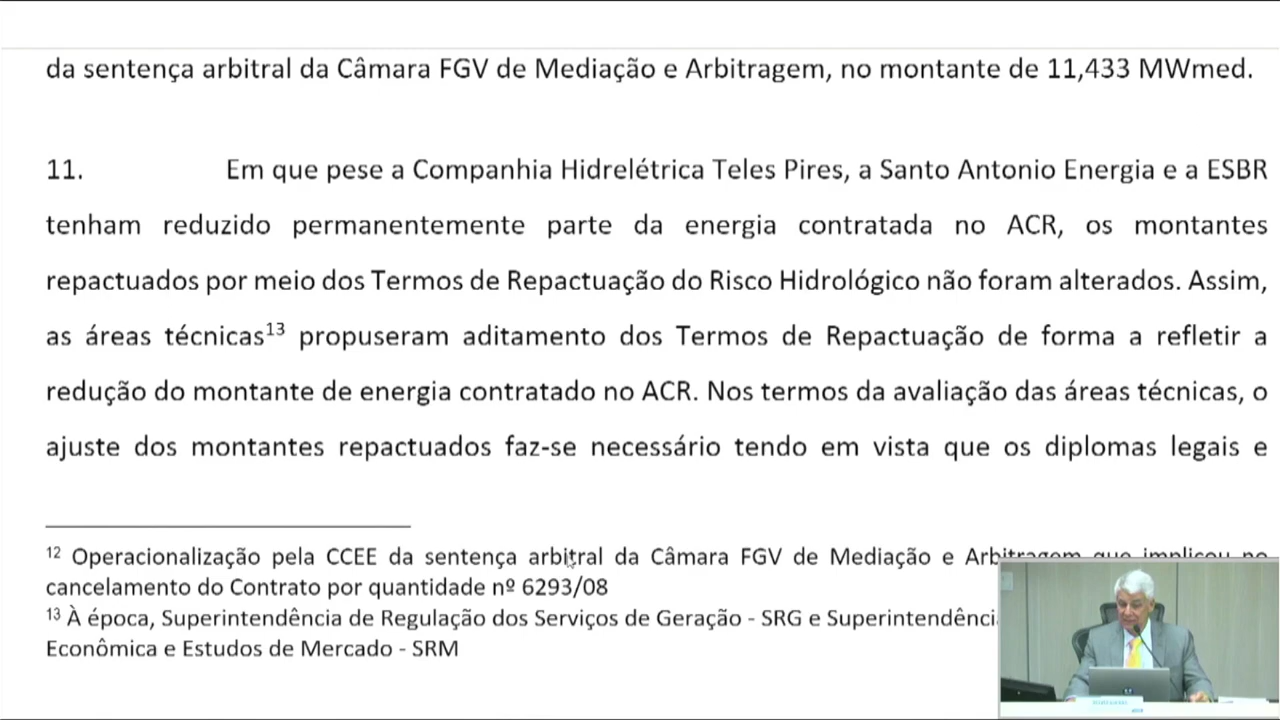 da sentença arbitral da Câmara FGV de Mediação e Arbitragem, no montante de 11,433 MWmed.
11. Em que pese a Companhia Hidrelétrica Teles Pires, a Santo Antonio Energia e a ESBR
tenham reduzido permanentemente parte da energia contratada no ACR, os montantes
repactuados por meio dos Termos de Repactuação do Risco Hidrológico não foram alterados. Assim,
as áreas técnicas¹³ propuseram aditamento dos Termos de Repactuação de forma a refletir a
redução do montante de energia contratado no ACR. Nos termos da avaliação das áreas técnicas, o
ajuste dos montantes repactuados faz-se necessário tendo em vista que os diplomas legais e
¹² Operacionalização pela CCEE da sentença arbitral da Câmara FGV de Mediação e Arbitragem que implicou no
cancelamento do Contrato por quantidade nº 6293/08
¹³ À época, Superintendência de Regulação dos Serviços de Geração - SRG e
Econômica e Estudos de Mercado - SRM